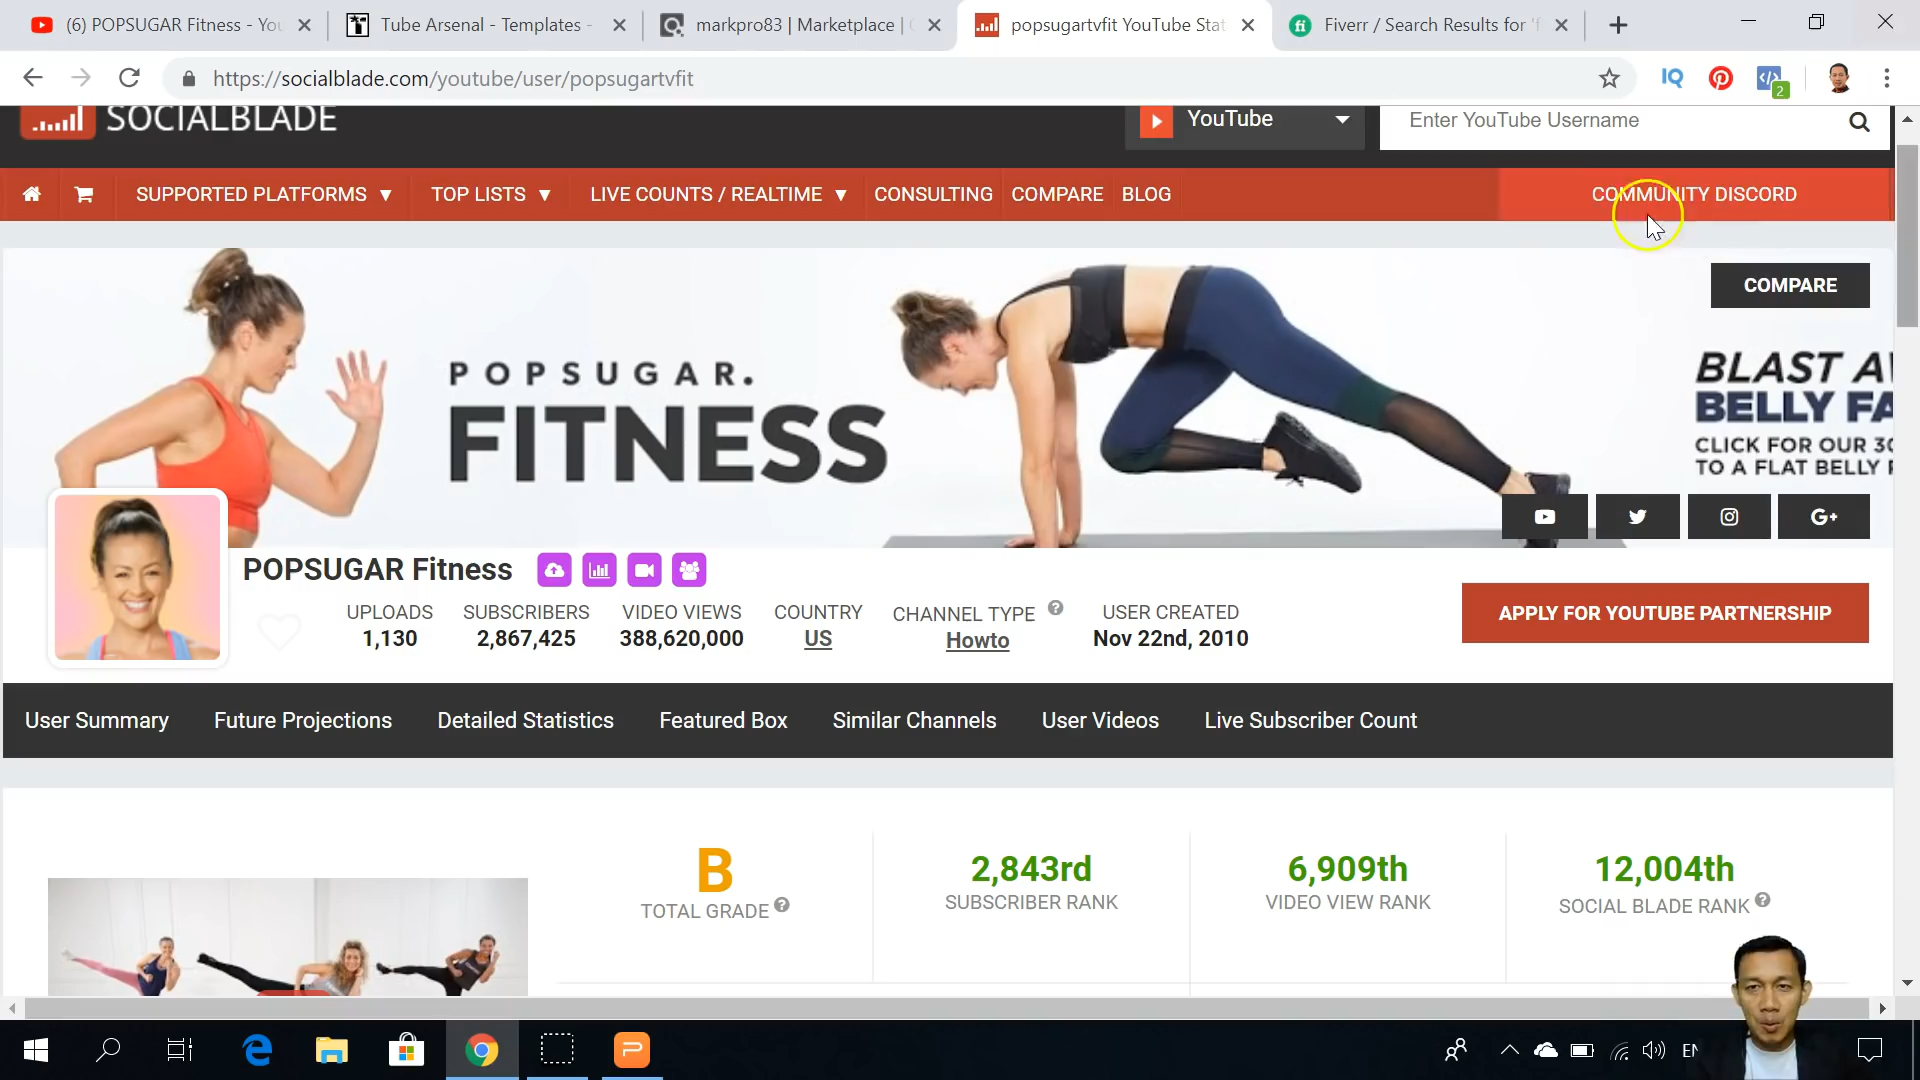 (6) POPSUGAR Fitness - You
Tube Arsenal - Templates -
markpro83 | Marketplace |
popsugartvfit YouTube Stat
Fiverr / Search Results for 'f
https://socialblade.com/youtube/user/popsugartvfit
IQ
2
SOCIALBLADE
YouTube
Enter YouTube Username
SUPPORTED PLATFORMS
TOP LISTS
LIVE COUNTS / REALTIME
CONSULTING
COMPARE
BLOG
COMMUNITY DISCORD
COMPARE
POPSUGAR.
FITNESS
BLAST A
BELLY FA
CLICK FOR OUR 30
TO A FLAT BELLY
G+
POPSUGAR Fitness
UPLOADS
1,130
SUBSCRIBERS
2,867,425
VIDEO VIEWS
388,620,000
COUNTRY
US
CHANNEL TYPE
Howto
USER CREATED
Nov 22nd, 2010
APPLY FOR YOUTUBE PARTNERSHIP
User Summary
Future Projections
Detailed Statistics
Featured Box
Similar Channels
User Videos
Live Subscriber Count
B
TOTAL GRADE
2,843rd
SUBSCRIBER RANK
6,909th
VIDEO VIEW RANK
12,004th
SOCIAL BLADE RANK